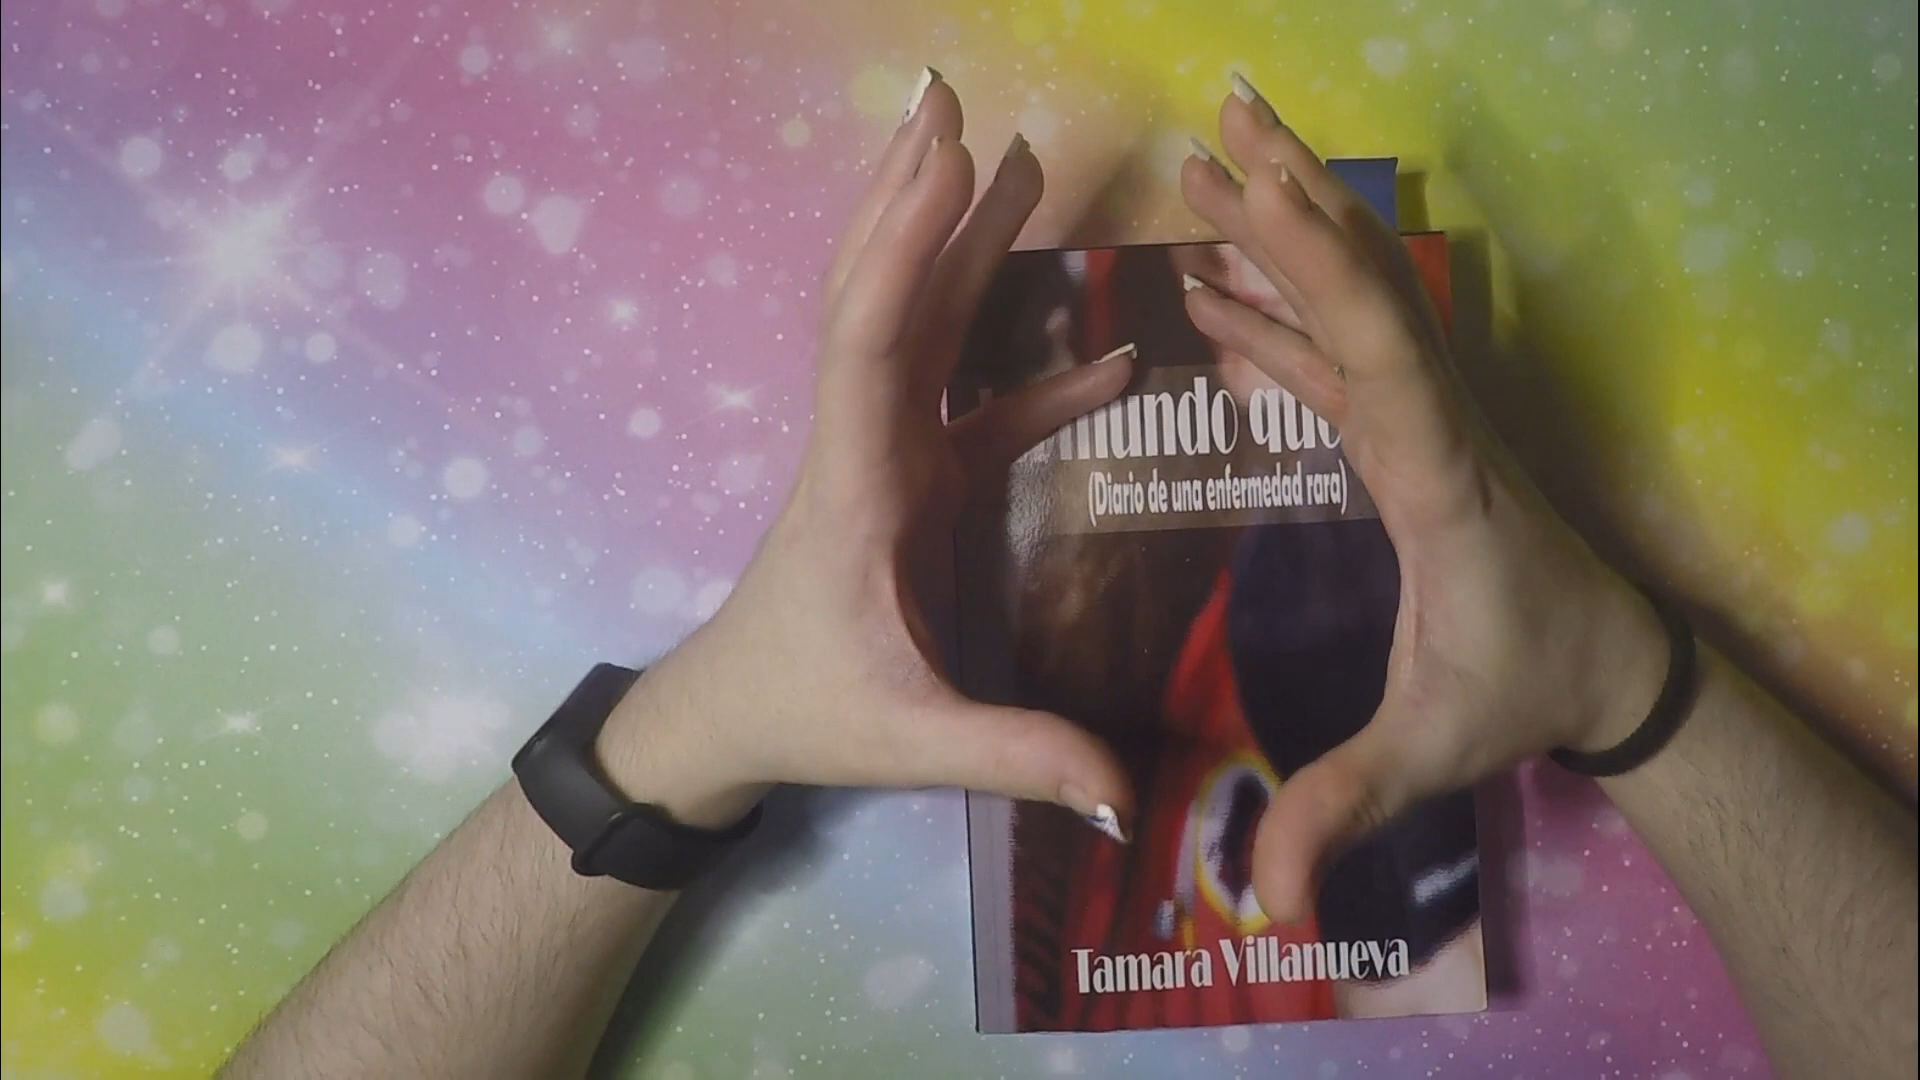 mundo que
(Diario de una enfermedad rara)
Tamara Villanueva